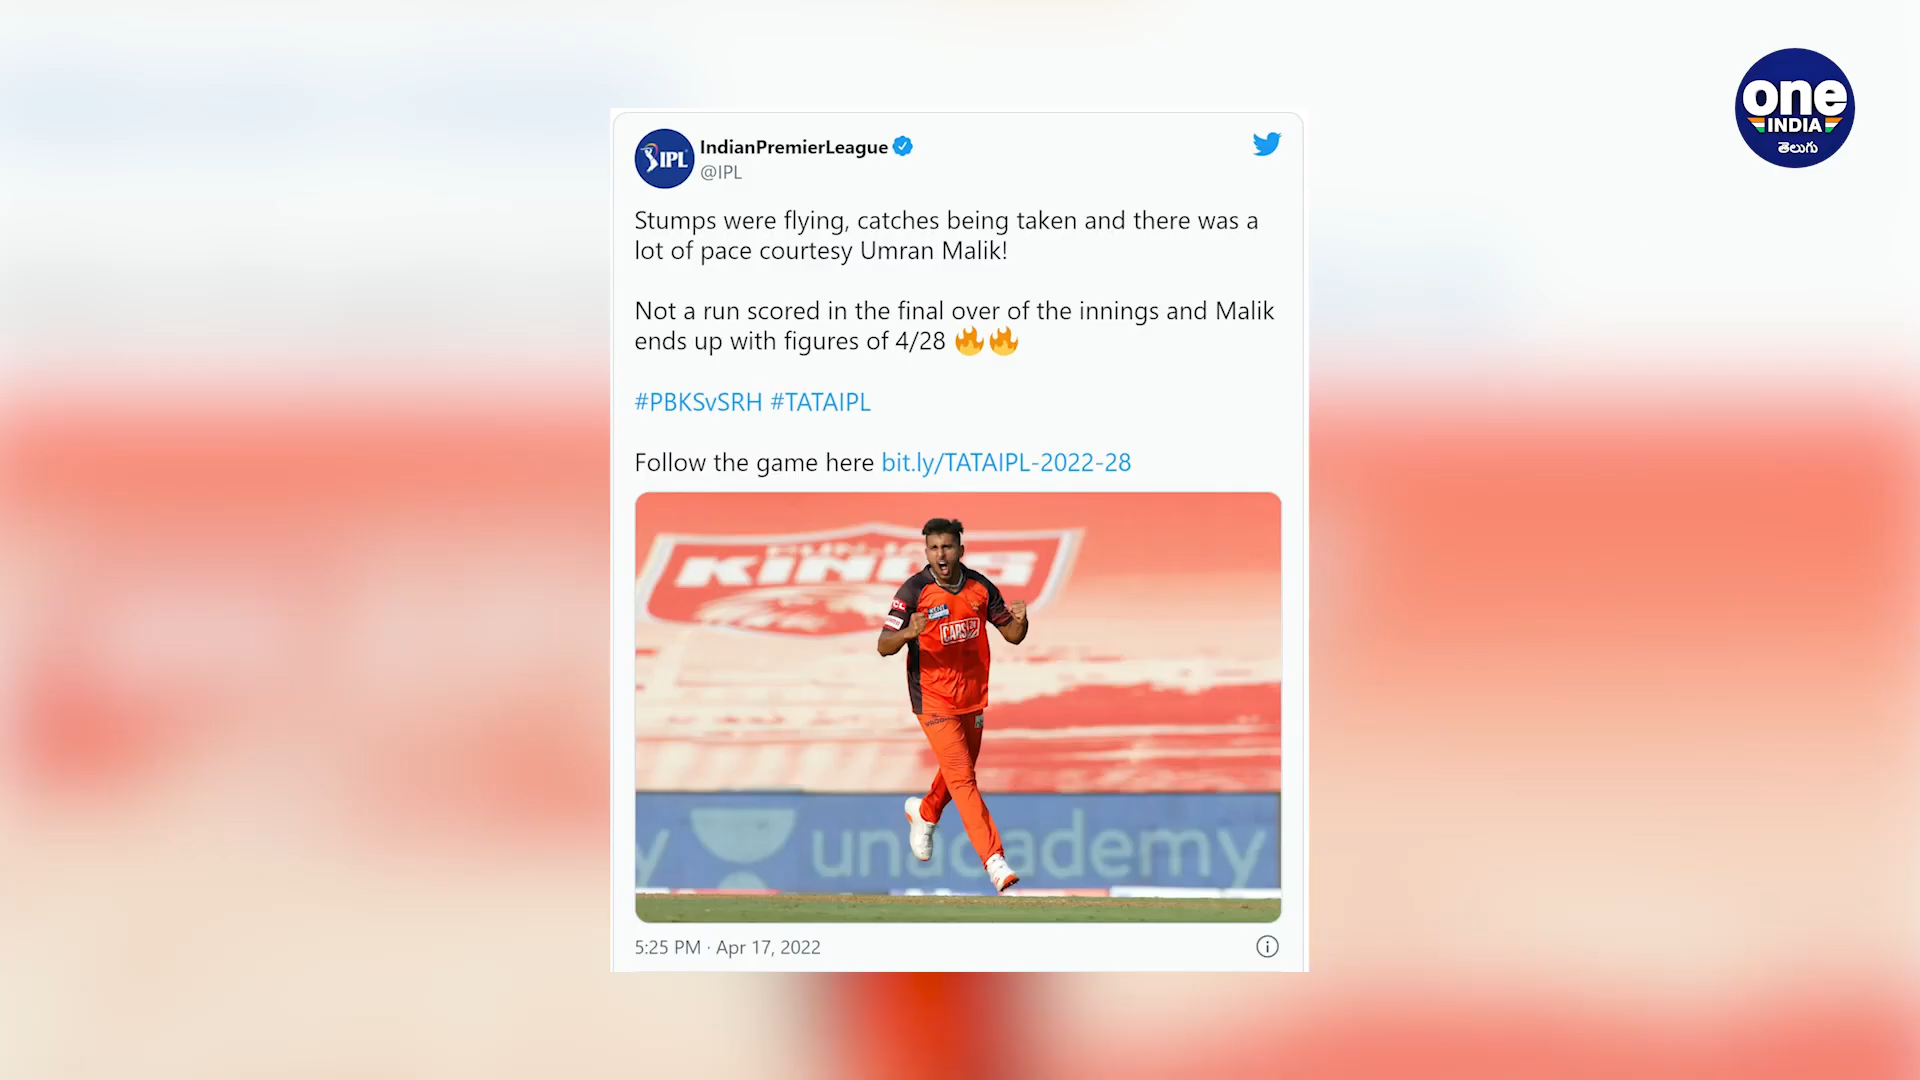 one
INDIA
తెలుగు
IPL
IndianPremierLeague
@IPL
Stumps were flying, catches being taken and there was a
lot of pace courtesy Umran Malik!
Not a run scored in the final over of the innings and Malik
ends up with figures of 4/28 🔥🔥
#PBKSvSRH #TATAIPL
Follow the game here bit.ly/TATAIPL-2022-28
PUNJAB
KINGS
CARS24
unacademy
5:25 PM · Apr 17, 2022